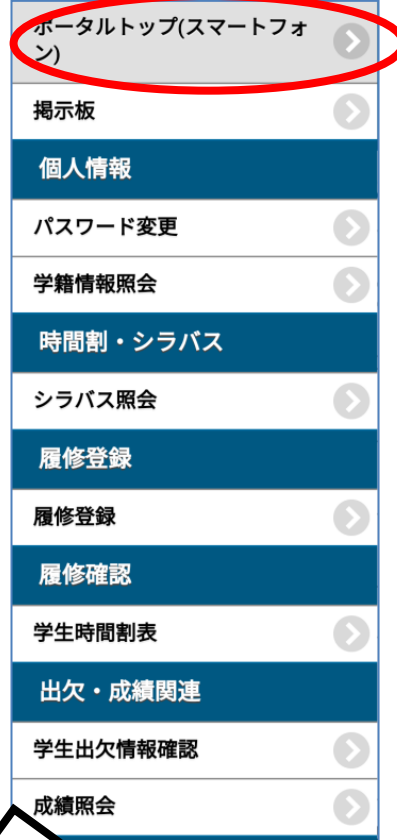 ポータルトップ(スマートフォ
ン)
掲示板
個人情報
パスワード変更
学籍情報照会
時間割・シラバス
シラバス照会
履修登録
履修登録
履修確認
学生時間割表
出欠・成績関連
学生出欠情報確認
成績照会